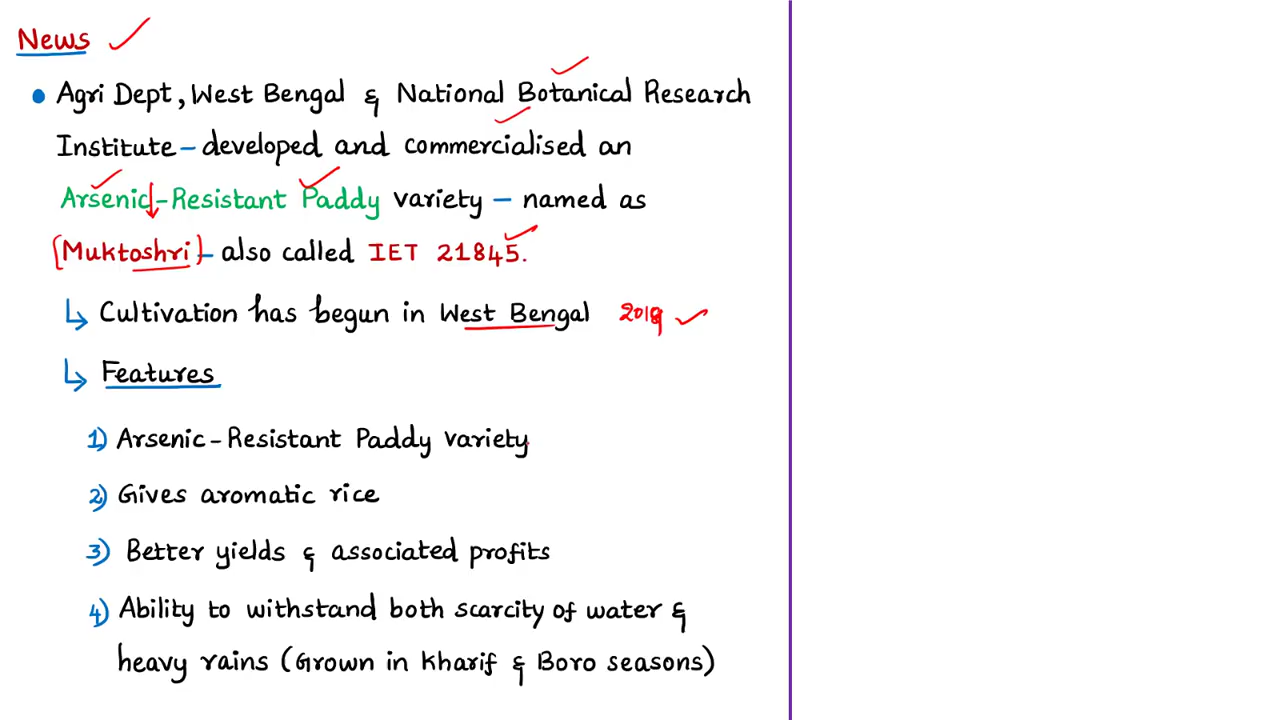 News
• Agri Dept, West Bengal & National Botanical Research
Institute - developed and commercialised an
Arsenic-Resistant Paddy variety - named as
[Muktoshri] - also called IET 21845.
↳ Cultivation has begun in West Bengal 2019
↳ Features
1) Arsenic-Resistant Paddy variety
2) Gives aromatic rice
3) Better yields & associated profits
4) Ability to withstand both scarcity of water &
heavy rains (Grown in Kharif & Boro seasons)